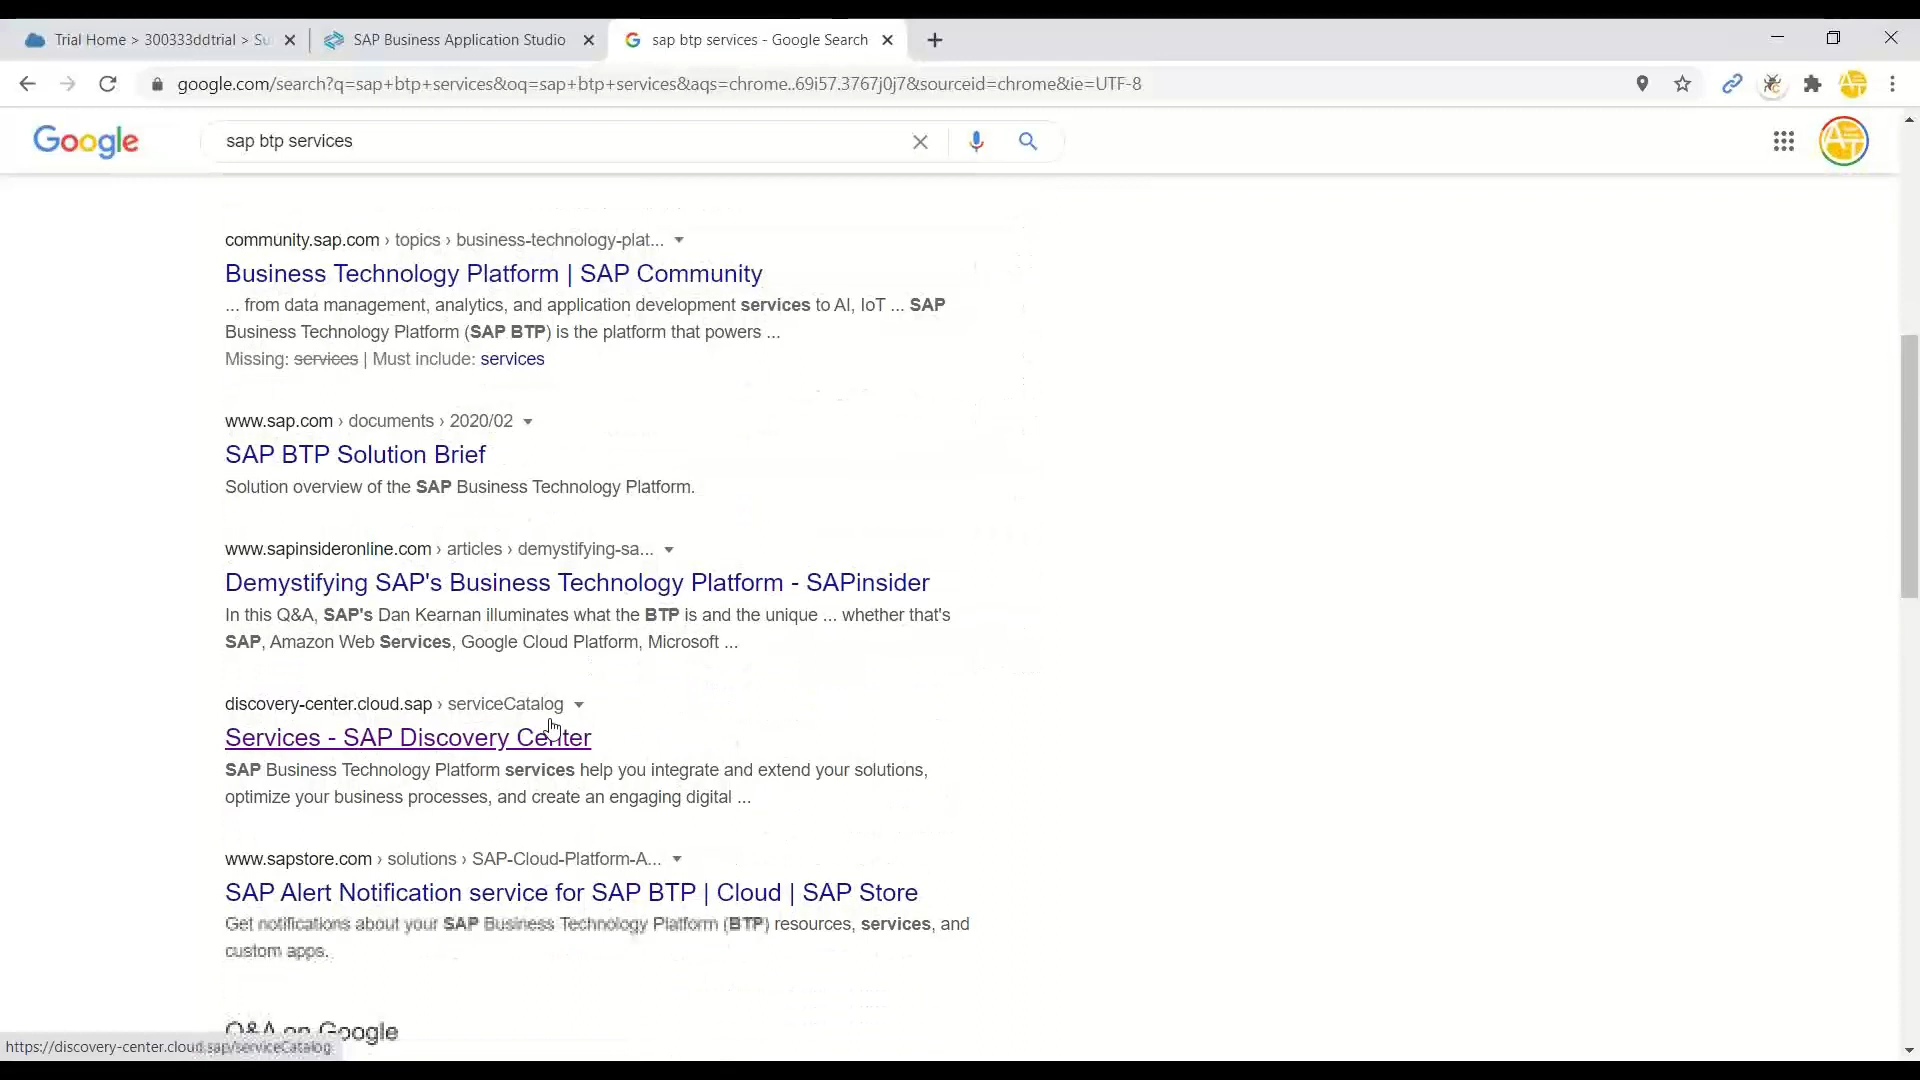 Trial Home > 300333ddtrial > Su
SAP Business Application Studio
sap btp services - Google Search
google.com/search?q=sap+btp+services&oq=sap+btp+services&aqs=chrome..69i57.3767j0j7&sourceid=chrome&ie=UTF-8
Google
sap btp services
community.sap.com › topics › business-technology-plat...
Business Technology Platform | SAP Community
... from data management, analytics, and application development services to AI, IoT ... SAP
Business Technology Platform (SAP BTP) is the platform that powers ...
Missing: services | Must include: services
www.sap.com › documents › 2020/02
SAP BTP Solution Brief
Solution overview of the SAP Business Technology Platform.
www.sapinsideronline.com › articles › demystifying-sa...
Demystifying SAP's Business Technology Platform - SAPinsider
In this Q&A, SAP's Dan Kearnan illuminates what the BTP is and the unique ... whether that's
SAP, Amazon Web Services, Google Cloud Platform, Microsoft ...
discovery-center.cloud.sap › serviceCatalog
Services - SAP Discovery Center
SAP Business Technology Platform services help you integrate and extend your solutions,
optimize your business processes, and create an engaging digital ...
www.sapstore.com › solutions › SAP-Cloud-Platform-A...
SAP Alert Notification service for SAP BTP | Cloud | SAP Store
Get notifications about your SAP Business Technology Platform (BTP) resources, services, and
custom apps.
Q&A on Google
https://discovery-center.cloud.sap/serviceCatalog